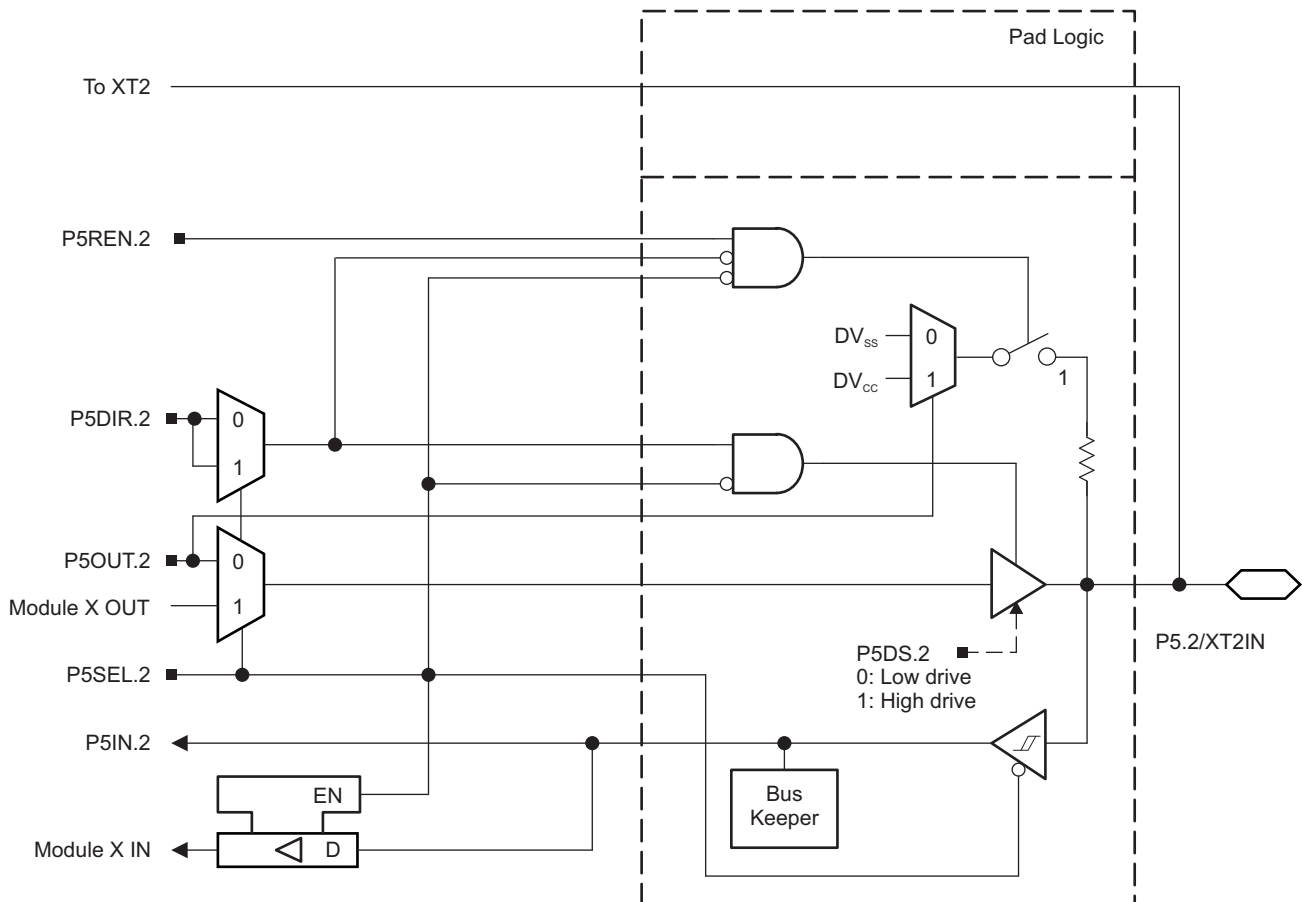 Pad Logic
To XT2
P5REN.2
DVSS
0
DVCC
1
1
P5DIR.2
0
1
P5OUT.2
0
Module X OUT
1
P5SEL.2
P5DS.2
0: Low drive
1: High drive
P5.2/XT2IN
P5IN.2
Bus
Keeper
EN
Module X IN
D